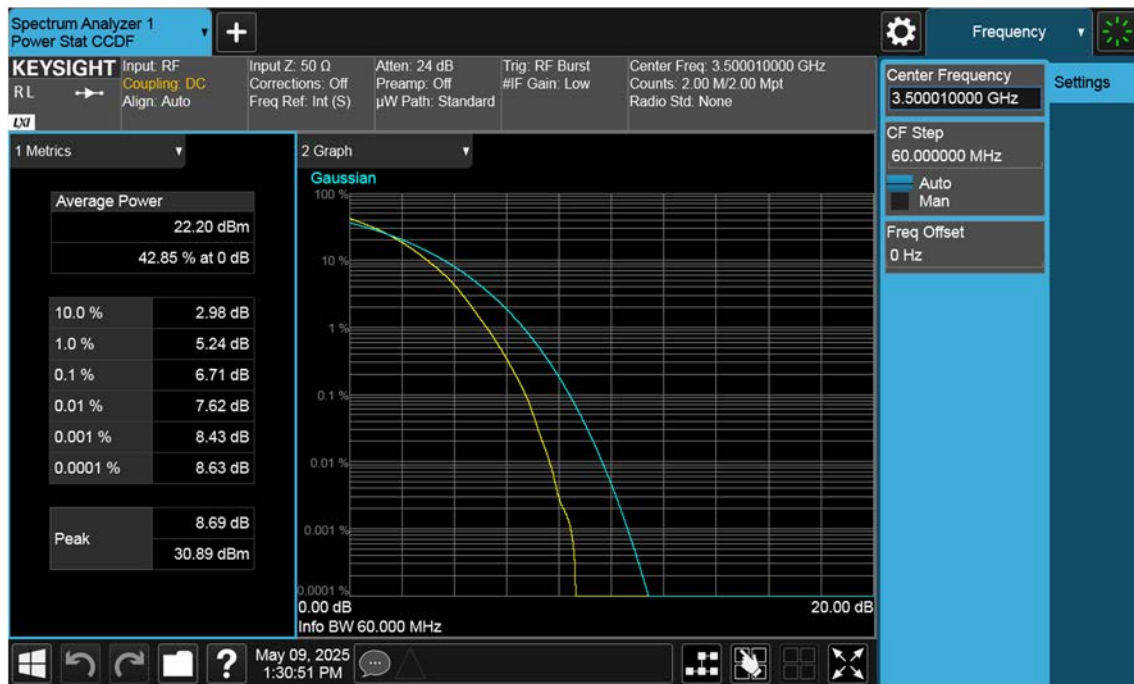 Spectrum Analyzer 1
Power Stat CCDF
Frequency
KEYSIGHT
R L
LXI
Input: RF
Coupling: DC
Align: Auto
Input Z: 50 Ω
Corrections: Off
Freq Ref: Int (S)
Atten: 24 dB
Preamp: Off
µW Path: Standard
Trig: RF Burst
#IF Gain: Low
Center Freq: 3.500010000 GHz
Counts: 2.00 M/2.00 Mpt
Radio Std: None
Center Frequency
3.500010000 GHz
Settings
CF Step
60.000000 MHz
Auto
Man
Freq Offset
0 Hz
1 Metrics
Average Power
22.20 dBm
42.85 % at 0 dB
10.0 % 2.98 dB
1.0 % 5.24 dB
0.1 % 6.71 dB
0.01 % 7.62 dB
0.001 % 8.43 dB
0.0001 % 8.63 dB
Peak 8.69 dB
30.89 dBm
2 Graph
Gaussian
100 %
10 %
1 %
0.1 %
0.01 %
0.001 %
0.0001 %
0.00 dB 20.00 dB
Info BW 60.000 MHz
?
May 09, 2025
1:30:51 PM